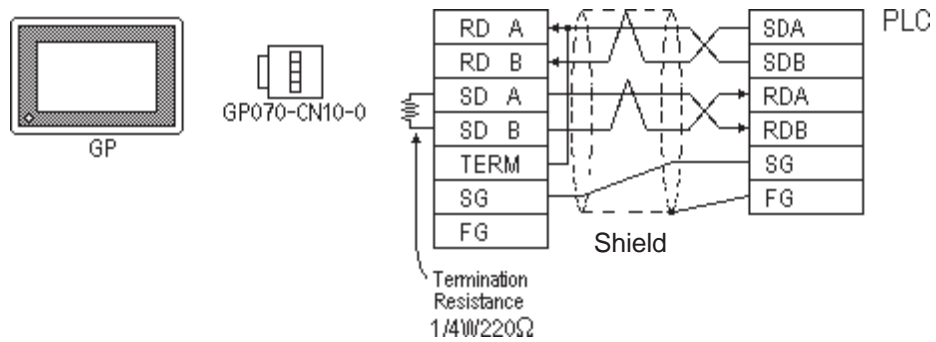 GP
GP070-CN10-0
RD A
RD B
SD A
SD B
TERM
SG
FG
Termination
Resistance
1/4W/220Ω
Shield
PLC
SDA
SDB
RDA
RDB
SG
FG